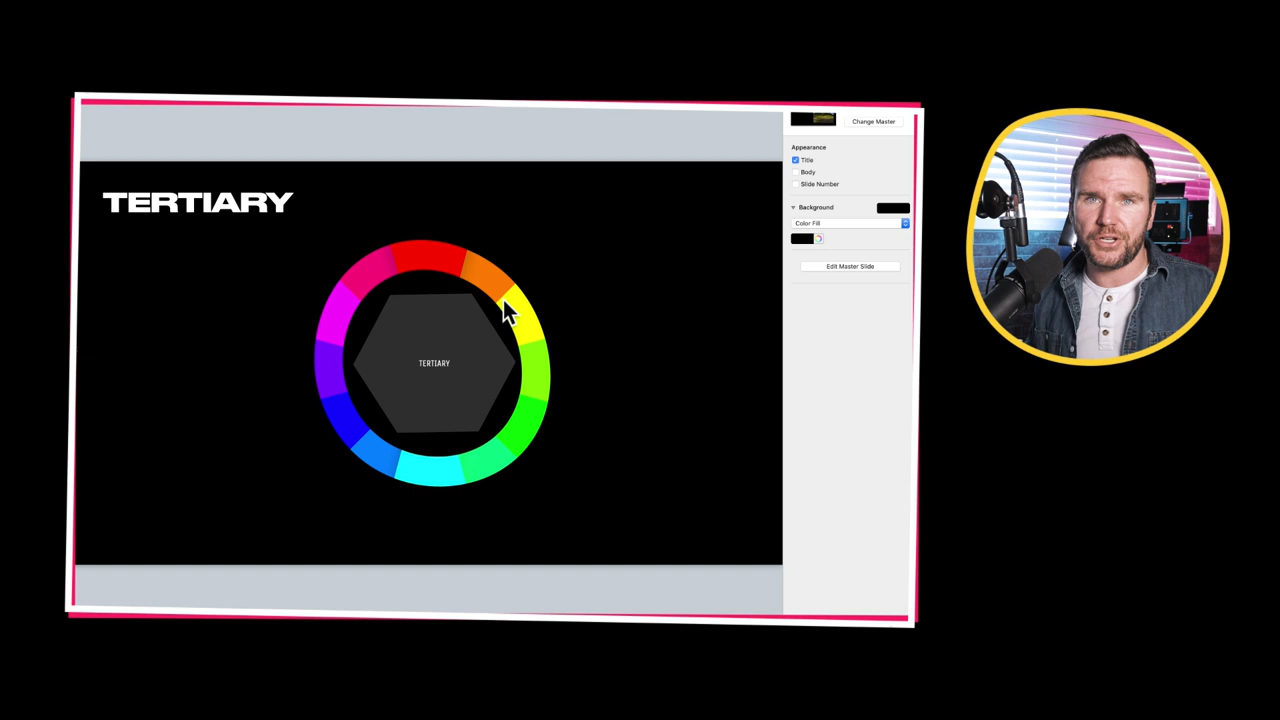 TERTIARY
TERTIARY
Change Master
Appearance
Title
Body
Slide Number
Background
Color Fill
Edit Master Slide